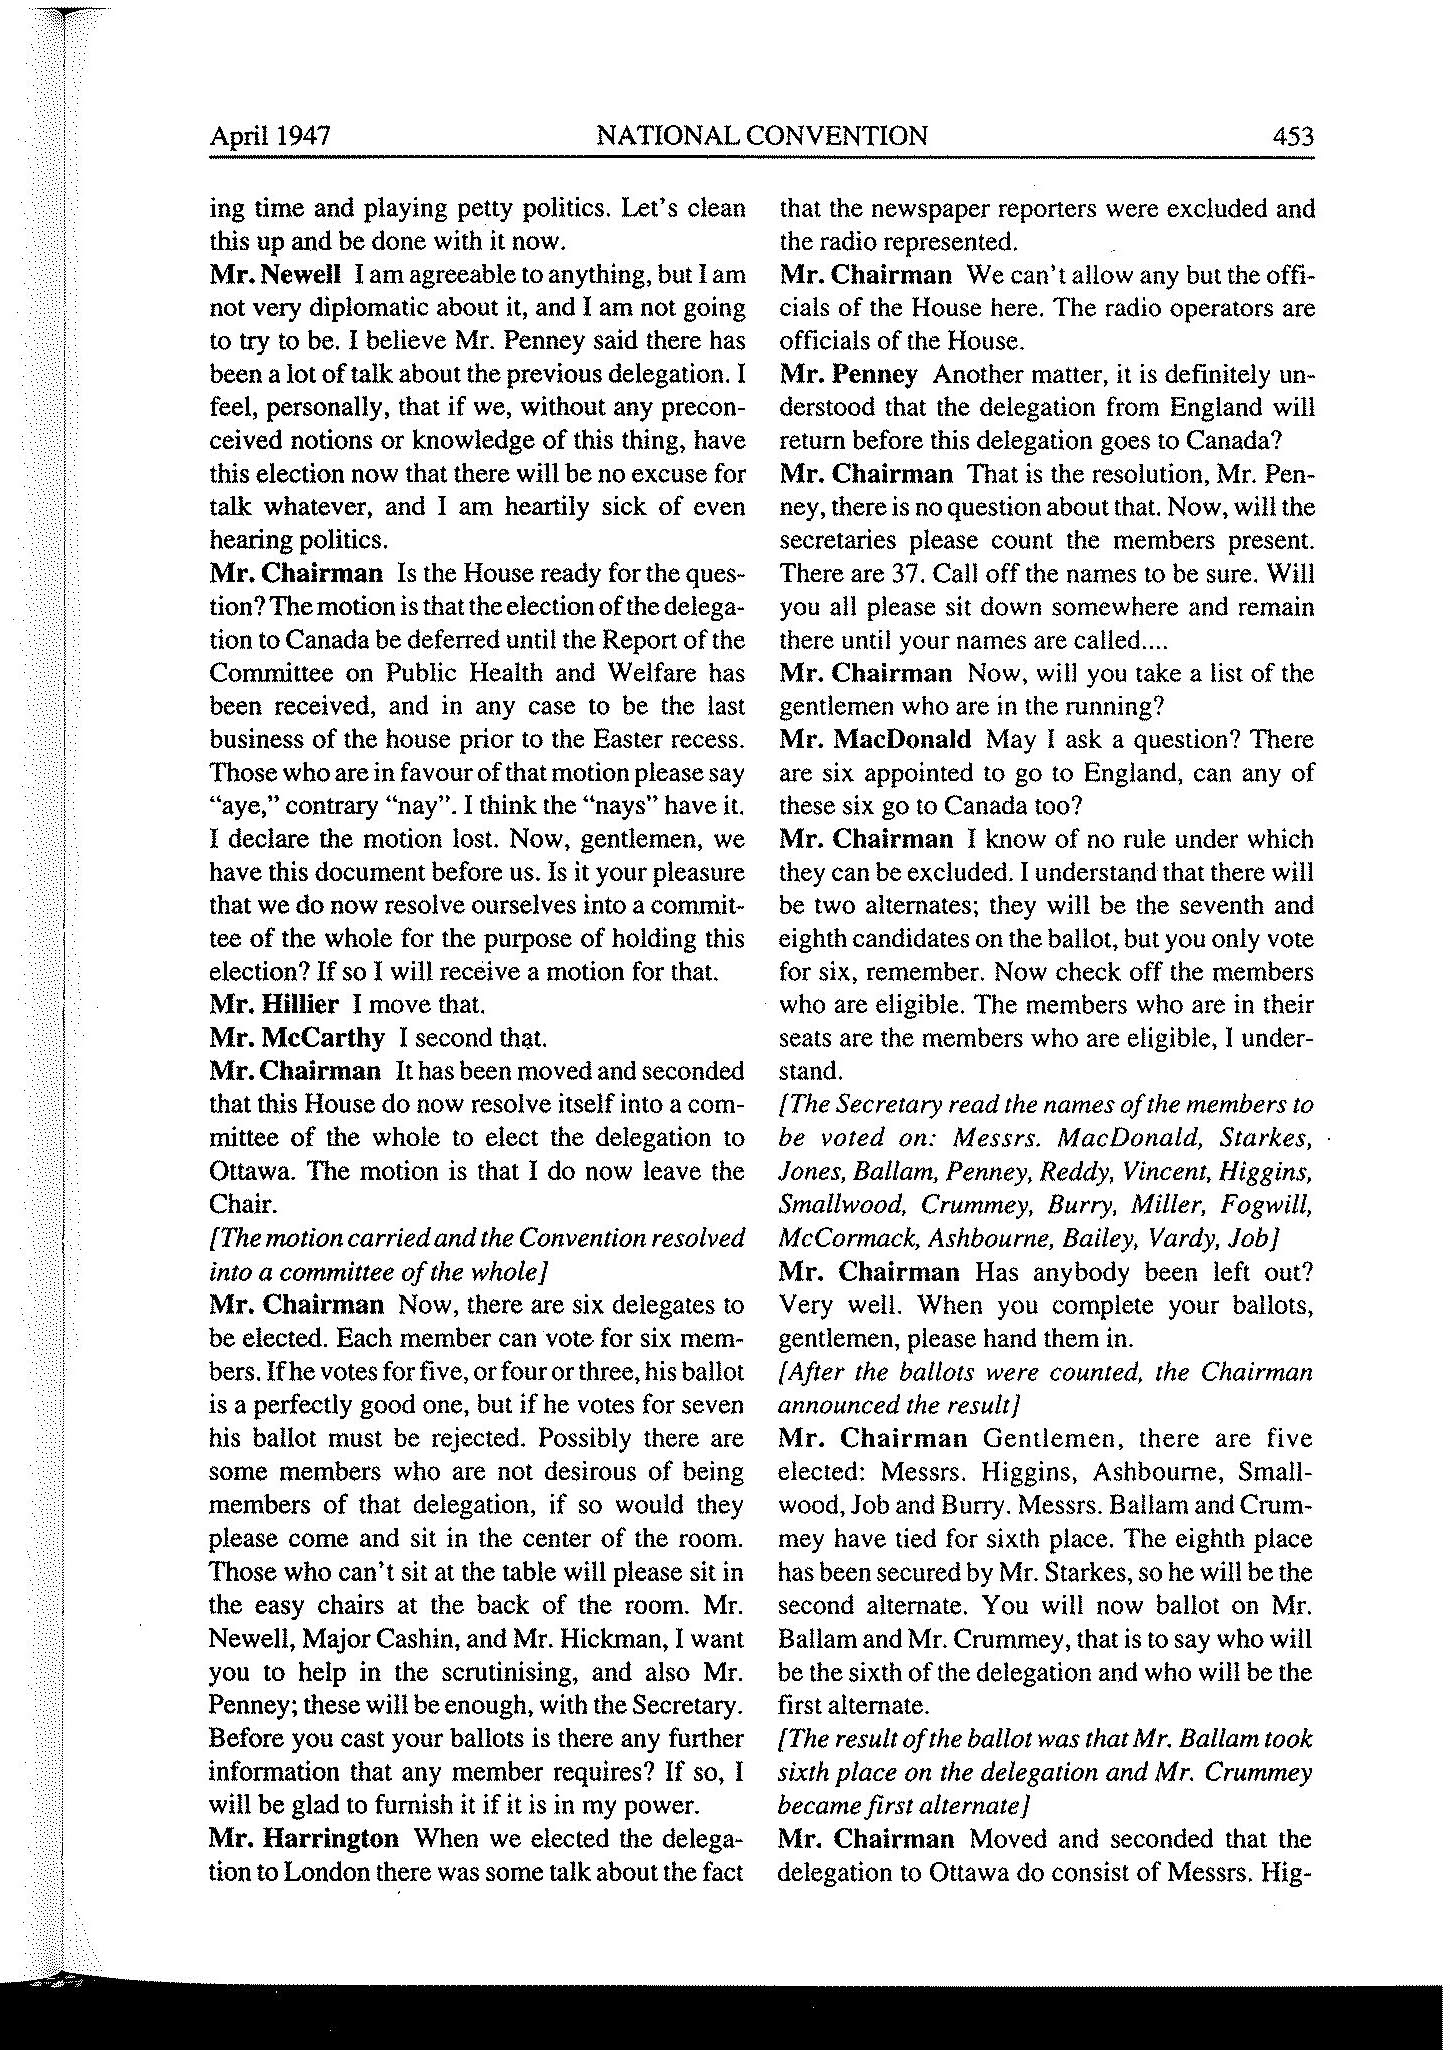 April 1947
NATIONAL CONVENTION
453
ing time and playing petty politics. Let's clean
this up and be done with it now.
Mr. Newell I am agreeable to anything, but I am
not very diplomatic about it, and I am not going
to try to be. I believe Mr. Penney said there has
been a lot of talk about the previous delegation. I
feel, personally, that if we, without any precon-
ceived notions or knowledge of this thing, have
this election now that there will be no excuse for
talk whatever, and I am heartily sick of even
hearing politics.
Mr. Chairman Is the House ready for the ques-
tion? The motion is that the election of the delega-
tion to Canada be deferred until the Report of the
Committee on Public Health and Welfare has
been received, and in any case to be the last
business of the house prior to the Easter recess.
Those who are in favour of that motion please say
“aye,” contrary “nay”. I think the “nays” have it.
I declare the motion lost. Now, gentlemen, we
have this document before us. Is it your pleasure
that we do now resolve ourselves into a commit-
tee of the whole for the purpose of holding this
election? If so I will receive a motion for that.
Mr. Hillier I move that.
Mr. McCarthy I second that.
Mr. Chairman It has been moved and seconded
that this House do now resolve itself into a com-
mittee of the whole to elect the delegation to
Ottawa. The motion is that I do now leave the
Chair.
[The motion carried and the Convention resolved
into a committee of the whole]
Mr. Chairman Now, there are six delegates to
be elected. Each member can vote for six mem-
bers. If he votes for five, or four or three, his ballot
is a perfectly good one, but if he votes for seven
his ballot must be rejected. Possibly there are
some members who are not desirous of being
members of that delegation, if so would they
please come and sit in the center of the room.
Those who can't sit at the table will please sit in
the easy chairs at the back of the room. Mr.
Newell, Major Cashin, and Mr. Hickman, I want
you to help in the scrutinising, and also Mr.
Penney; these will be enough, with the Secretary.
Before you cast your ballots is there any further
information that any member requires? If so, I
will be glad to furnish it if it is in my power.
Mr. Harrington When we elected the delega-
tion to London there was some talk about the fact
that the newspaper reporters were excluded and
the radio represented.
Mr. Chairman We can't allow any but the offi-
cials of the House here. The radio operators are
officials of the House.
Mr. Penney Another matter, it is definitely un-
derstood that the delegation from England will
return before this delegation goes to Canada?
Mr. Chairman That is the resolution, Mr. Pen-
ney, there is no question about that. Now, will the
secretaries please count the members present.
There are 37. Call off the names to be sure. Will
you all please sit down somewhere and remain
there until your names are called....
Mr. Chairman Now, will you take a list of the
gentlemen who are in the running?
Mr. MacDonald May I ask a question? There
are six appointed to go to England, can any of
these six go to Canada too?
Mr. Chairman I know of no rule under which
they can be excluded. I understand that there will
be two alternates; they will be the seventh and
eighth candidates on the ballot, but you only vote
for six, remember. Now check off the members
who are eligible. The members who are in their
seats are the members who are eligible, I under-
stand.
[The Secretary read the names of the members to
be voted on: Messrs. MacDonald, Starkes,
Jones, Ballam, Penney, Reddy, Vincent, Higgins,
Smallwood, Crummey, Burry, Miller, Fogwill,
McCormack, Ashbourne, Bailey, Vardy, Job]
Mr. Chairman Has anybody been left out?
Very well. When you complete your ballots,
gentlemen, please hand them in.
[After the ballots were counted, the Chairman
announced the result]
Mr. Chairman Gentlemen, there are five
elected: Messrs. Higgins, Ashbourne, Small-
wood, Job and Burry. Messrs. Ballam and Crum-
mey have tied for sixth place. The eighth place
has been secured by Mr. Starkes, so he will be the
second alternate. You will now ballot on Mr.
Ballam and Mr. Crummey, that is to say who will
be the sixth of the delegation and who will be the
first alternate.
[The result of the ballot was that Mr. Ballam took
sixth place on the delegation and Mr. Crummey
became first alternate]
Mr. Chairman Moved and seconded that the
delegation to Ottawa do consist of Messrs. Hig-